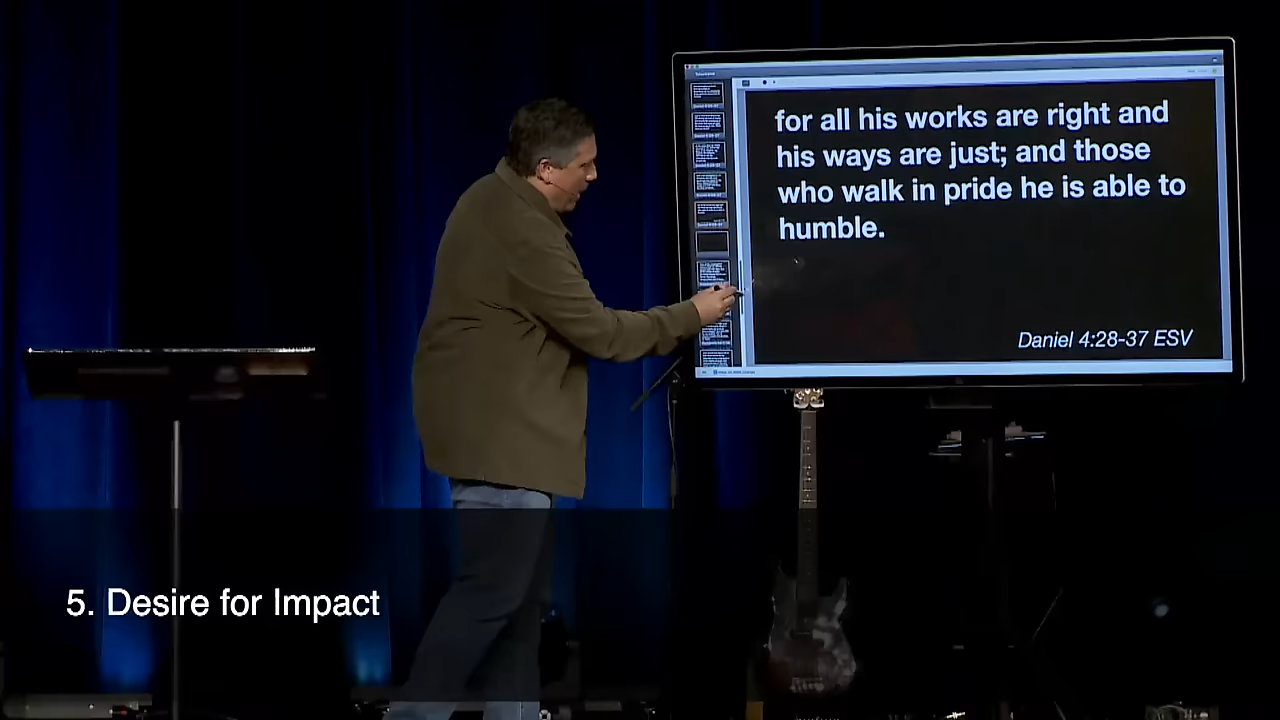 for all his works are right and
his ways are just; and those
who walk in pride he is able to
humble.
Daniel 4:28-37 ESV
5. Desire for Impact